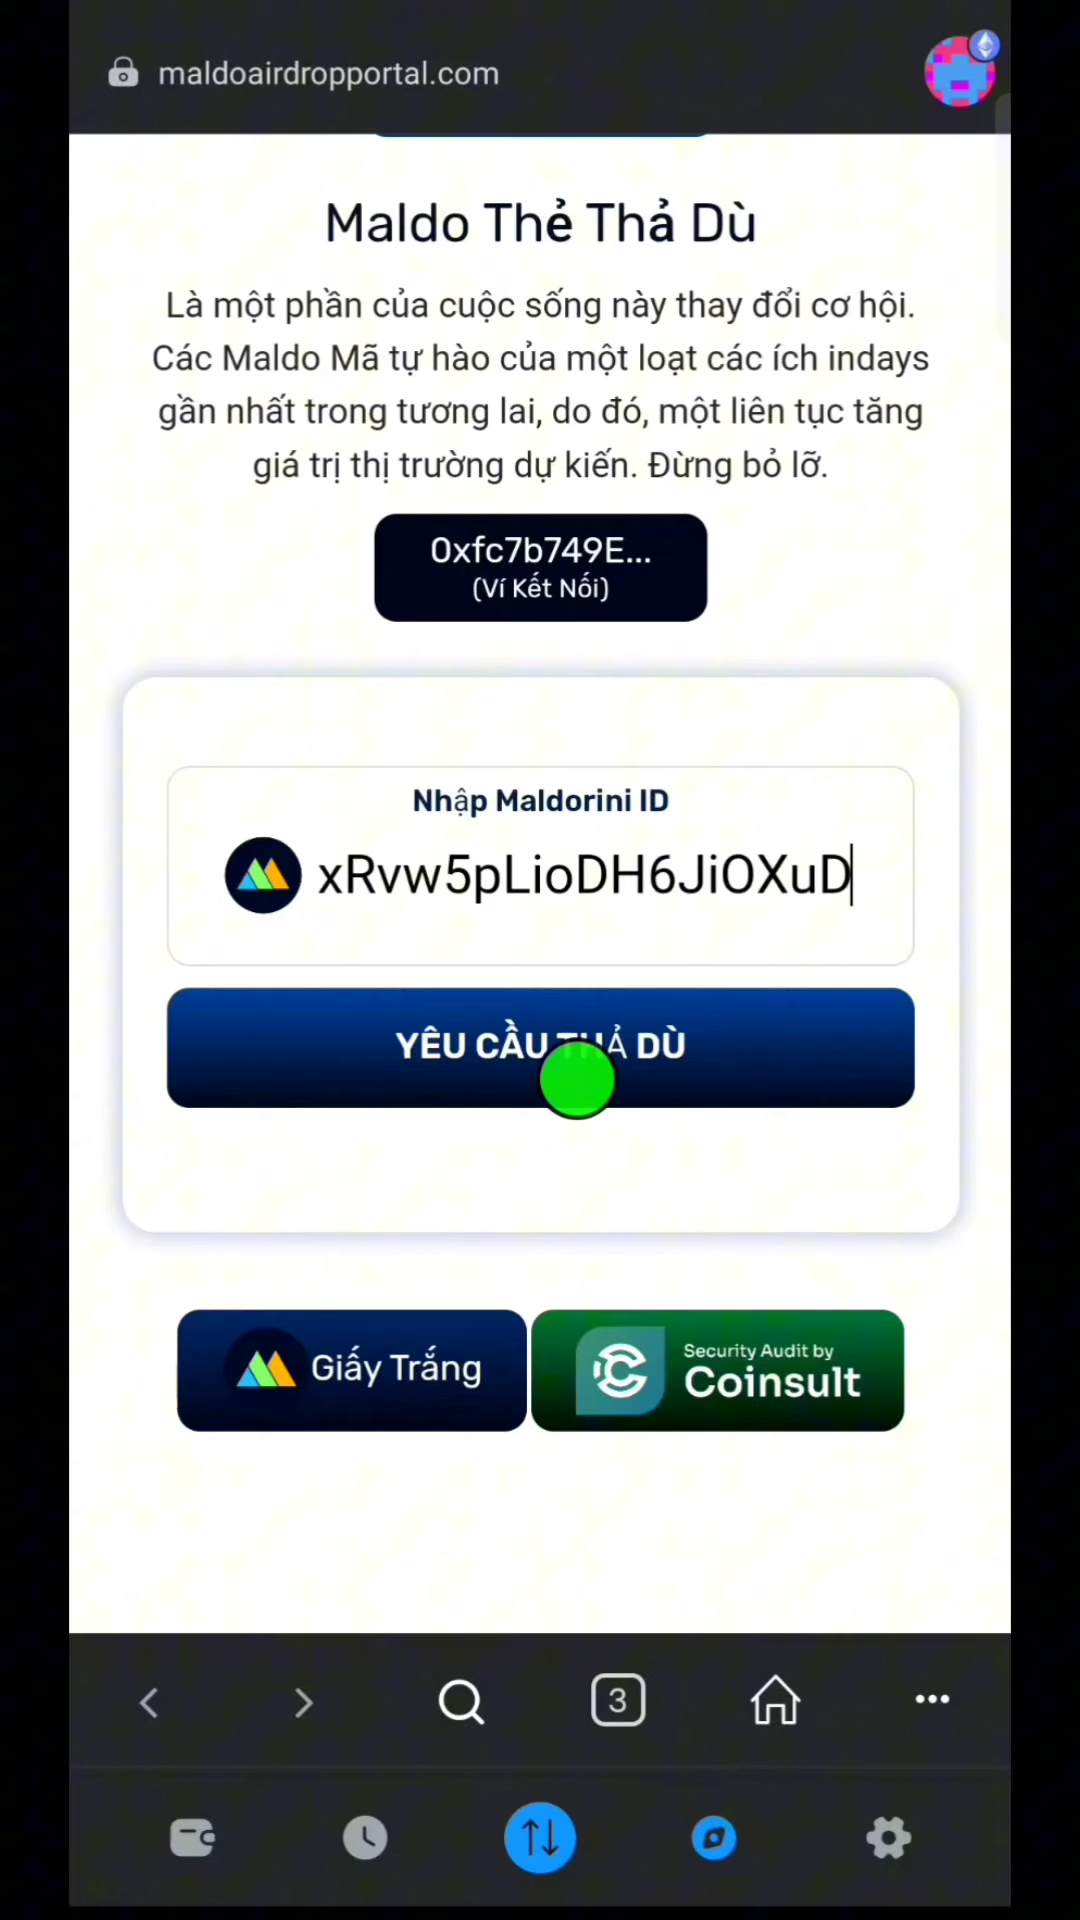 maldoairdropportal.com
Maldo Thẻ Thả Dù
Là một phần của cuộc sống này thay đổi cơ hội.
Các Maldo Mã tự hào của một loạt các ích indays
gần nhất trong tương lai, do đó, một liên tục tăng
giá trị thị trường dự kiến. Đừng bỏ lỡ.
0xfc7b749E...
(Ví Kết Nối)
Nhập Maldorini ID
xRvw5pLioDH6JiOXuD
YÊU CẦU THẢ DÙ
Giấy Trắng
Security Audit by
Coinsult
3